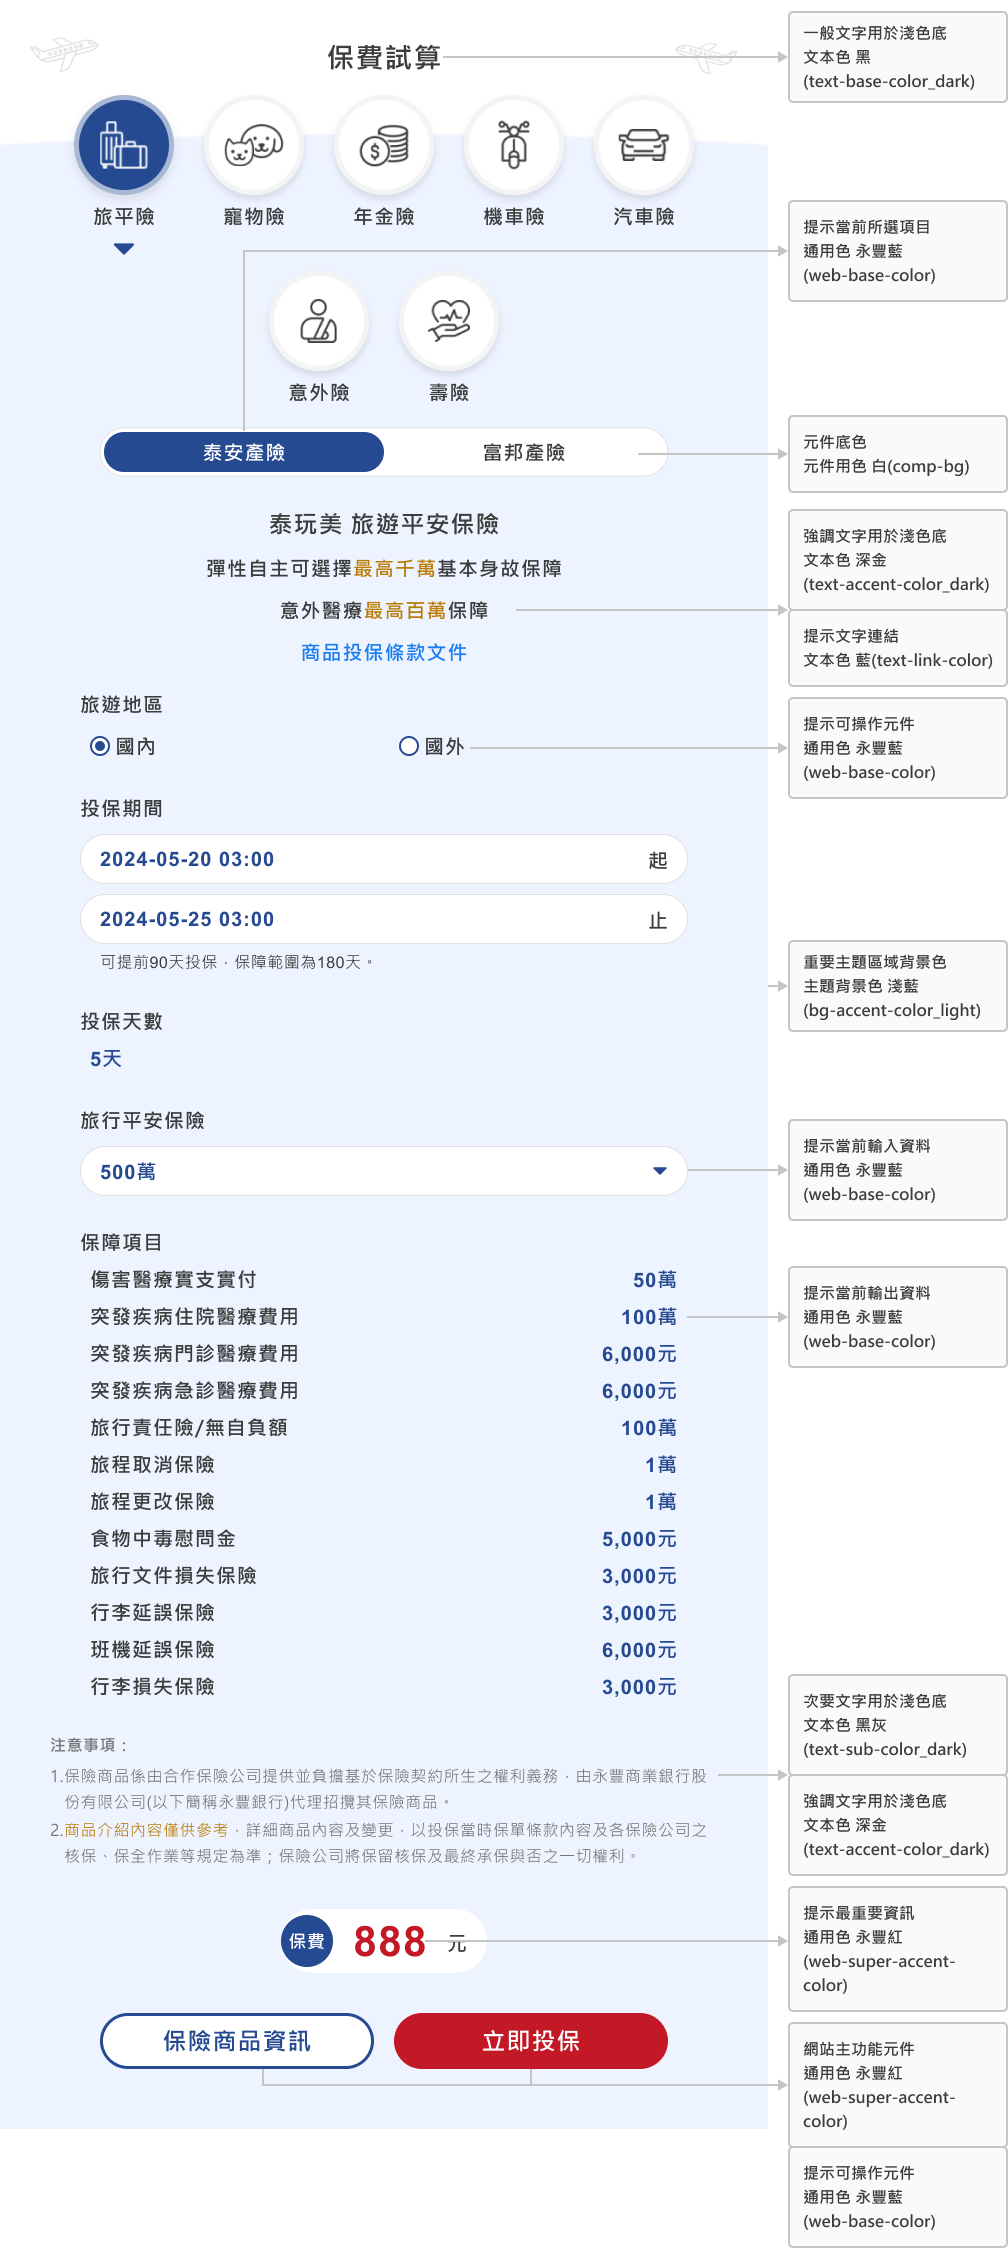 保費試算
一般文字用於淺色底
文本色 黑
(text-base-color_dark)
旅平險
寵物險
年金險
機車險
汽車險
提示當前所選項目
通用色 永豐藍
(web-base-color)
意外險
壽險
泰安產險
富邦產險
元件底色
元件用色 白(comp-bg)
泰玩美 旅遊平安保險
彈性自主可選擇最高千萬基本身故保障
意外醫療最高百萬保障
商品投保條款文件
強調文字用於淺色底
文本色 深金
(text-accent-color_dark)
提示文字連結
文本色 藍(text-link-color)
旅遊地區
國內
國外
提示可操作元件
通用色 永豐藍
(web-base-color)
投保期間
2024-05-20 03:00 起
2024-05-25 03:00 止
可提前90天投保，保障範圍為180天。
重要主題區域背景色
主題背景色 淺藍
(bg-accent-color_light)
投保天數
5天
旅行平安保險
500萬
提示當前輸入資料
通用色 永豐藍
(web-base-color)
保障項目
傷害醫療實支實付 50萬
突發疾病住院醫療費用 100萬
突發疾病門診醫療費用 6,000元
突發疾病急診醫療費用 6,000元
旅行責任險/無自負額 100萬
旅程取消保險 1萬
旅程更改保險 1萬
食物中毒慰問金 5,000元
旅行文件損失保險 3,000元
行李延誤保險 3,000元
班機延誤保險 6,000元
行李損失保險 3,000元
提示當前輸出資料
通用色 永豐藍
(web-base-color)
注意事項：
1.保險商品係由合作保險公司提供並負擔基於保險契約所生之權利義務，由永豐商業銀行股
份有限公司(以下簡稱永豐銀行)代理招攬其保險商品。
2.商品介紹內容僅供參考，詳細商品內容及變更，以投保當時保單條款內容及各保險公司之
核保、保全作業等規定為準；保險公司將保留核保及最終承保與否之一切權利。
次要文字用於淺色底
文本色 黑灰
(text-sub-color_dark)
強調文字用於淺色底
文本色 深金
(text-accent-color_dark)
保費 888 元
提示最重要資訊
通用色 永豐紅
(web-super-accent-
color)
保險商品資訊
立即投保
網站主功能元件
通用色 永豐紅
(web-super-accent-
color)
提示可操作元件
通用色 永豐藍
(web-base-color)